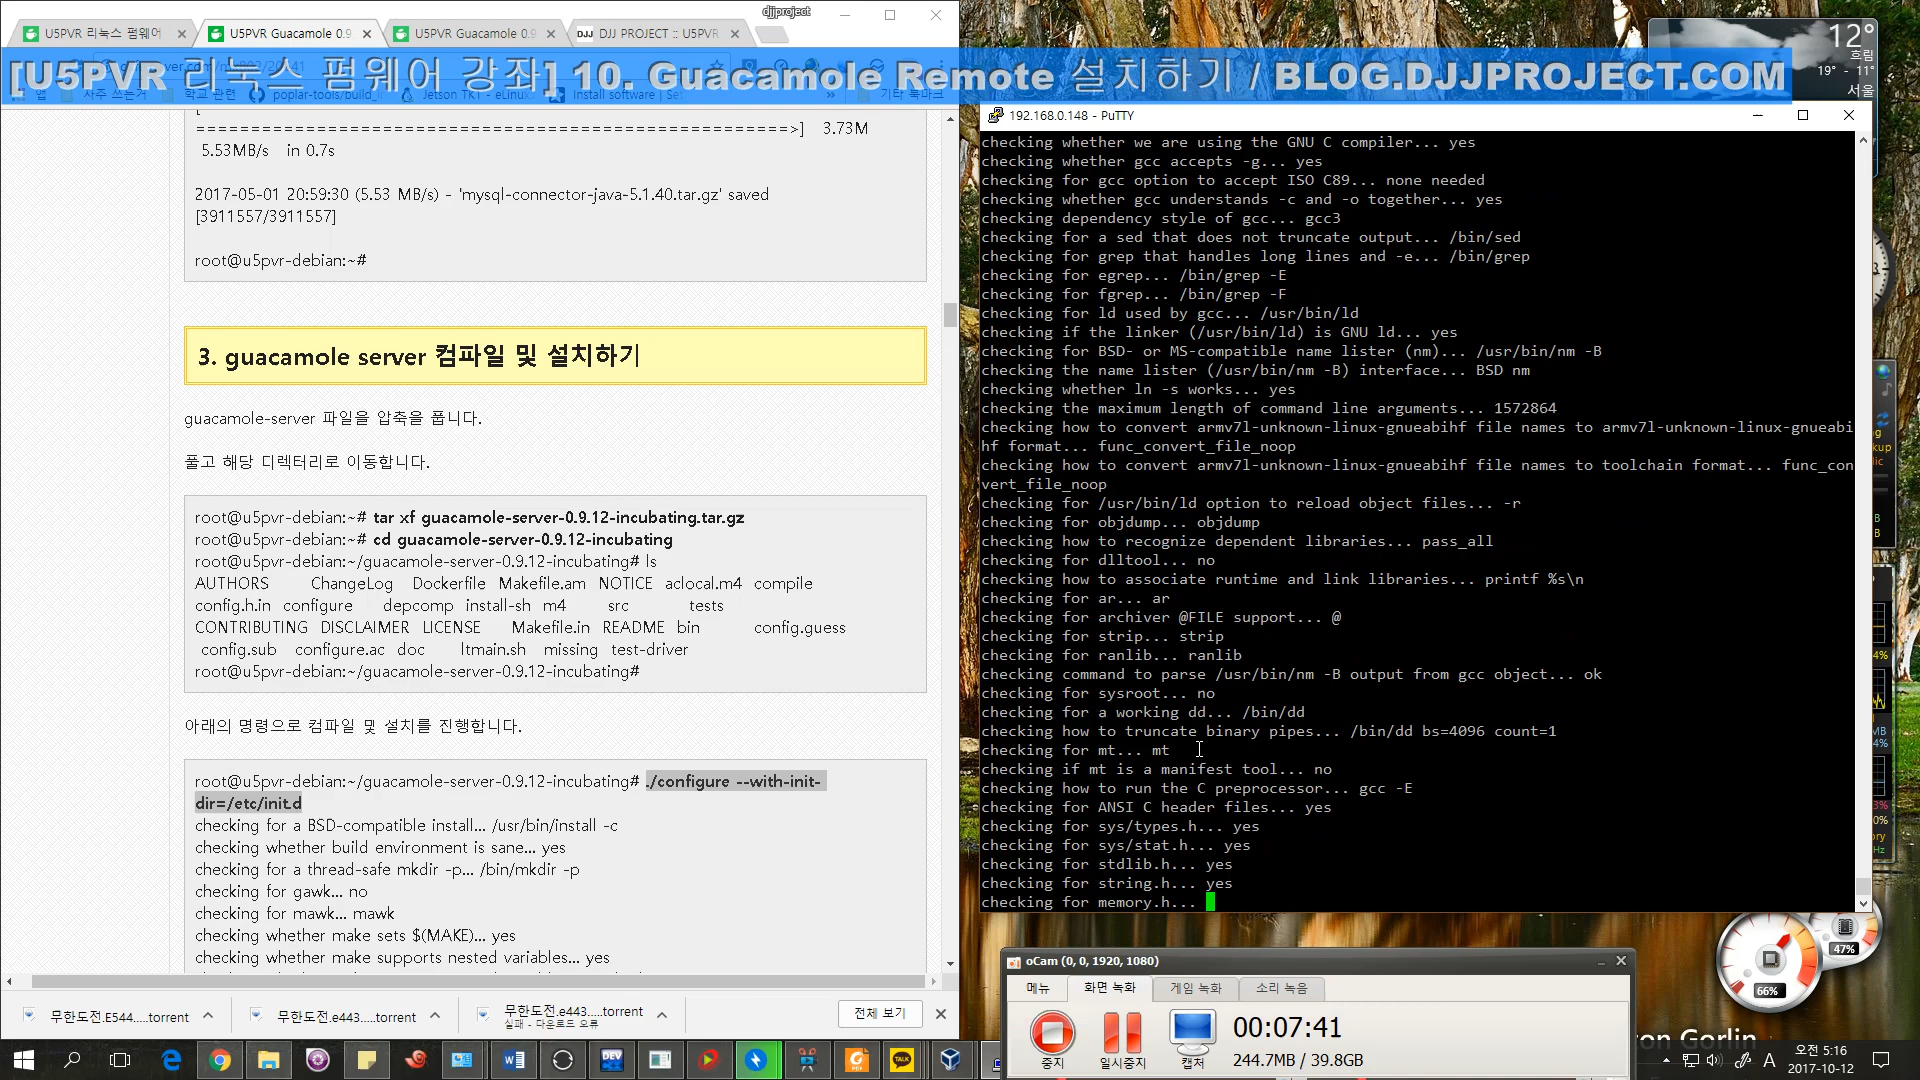 djjproject
U5PVR 리눅스 펌웨어
U5PVR Guacamole 0.9
U5PVR Guacamole 0.9
DJJ DJJ PROJECT :: U5PVR
[U5PVR 리눅스 펌웨어 강좌] 10. Guacamole Remote 설치하기 / BLOG.DJJPROJECT.COM
12°
흐림
19° - 11°
서울
=====================================================>]   3.73M
5.53MB/s   in 0.7s
2017-05-01 20:59:30 (5.53 MB/s) - 'mysql-connector-java-5.1.40.tar.gz' saved
[3911557/3911557]
root@u5pvr-debian:~#
3. guacamole server 컴파일 및 설치하기
guacamole-server 파일을 압축을 풉니다.
풀고 해당 디렉터리로 이동합니다.
root@u5pvr-debian:~# tar xf guacamole-server-0.9.12-incubating.tar.gz
root@u5pvr-debian:~# cd guacamole-server-0.9.12-incubating
root@u5pvr-debian:~/guacamole-server-0.9.12-incubating# ls
AUTHORS ChangeLog Dockerfile Makefile.am NOTICE aclocal.m4 compile
config.h.in configure depcomp install-sh m4 src tests
CONTRIBUTING DISCLAIMER LICENSE Makefile.in README bin config.guess
config.sub configure.ac doc ltmain.sh missing test-driver
root@u5pvr-debian:~/guacamole-server-0.9.12-incubating#
아래의 명령으로 컴파일 및 설치를 진행합니다.
root@u5pvr-debian:~/guacamole-server-0.9.12-incubating# ./configure --with-init-
dir=/etc/init.d
checking for a BSD-compatible install... /usr/bin/install -c
checking whether build environment is sane... yes
checking for a thread-safe mkdir -p... /bin/mkdir -p
checking for gawk... no
checking for mawk... mawk
checking whether make sets $(MAKE)... yes
checking whether make supports nested variables... yes
192.168.0.148 - PuTTY
checking whether we are using the GNU C compiler... yes
checking whether gcc accepts -g... yes
checking for gcc option to accept ISO C89... none needed
checking whether gcc understands -c and -o together... yes
checking dependency style of gcc... gcc3
checking for a sed that does not truncate output... /bin/sed
checking for grep that handles long lines and -e... /bin/grep
checking for egrep... /bin/grep -E
checking for fgrep... /bin/grep -F
checking for ld used by gcc... /usr/bin/ld
checking if the linker (/usr/bin/ld) is GNU ld... yes
checking for BSD- or MS-compatible name lister (nm)... /usr/bin/nm -B
checking the name lister (/usr/bin/nm -B) interface... BSD nm
checking whether ln -s works... yes
checking the maximum length of command line arguments... 1572864
checking how to convert armv7l-unknown-linux-gnueabihf file names to armv7l-unknown-linux-gnueabi
hf format... func_convert_file_noop
checking how to convert armv7l-unknown-linux-gnueabihf file names to toolchain format... func_con
vert_file_noop
checking for /usr/bin/ld option to reload object files... -r
checking for objdump... objdump
checking how to recognize dependent libraries... pass_all
checking for dlltool... no
checking how to associate runtime and link libraries... printf %s\n
checking for ar... ar
checking for archiver @FILE support... @
checking for strip... strip
checking for ranlib... ranlib
checking command to parse /usr/bin/nm -B output from gcc object... ok
checking for sysroot... no
checking for a working dd... /bin/dd
checking how to truncate binary pipes... /bin/dd bs=4096 count=1
checking for mt... mt
checking if mt is a manifest tool... no
checking how to run the C preprocessor... gcc -E
checking for ANSI C header files... yes
checking for sys/types.h... yes
checking for sys/stat.h... yes
checking for stdlib.h... yes
checking for string.h... yes
checking for memory.h...
oCam (0, 0, 1920, 1080)
메뉴 화면 녹화 게임 녹화 소리 녹음
00:07:41
244.7MB / 39.8GB
중지 일시중지 캡처
47%
66%
무한도전.E544.....torrent
무한도전.e443.....torrent
무한도전.e443.....torrent
실패 - 다운로드 오류
전체 보기
오전 5:16
2017-10-12